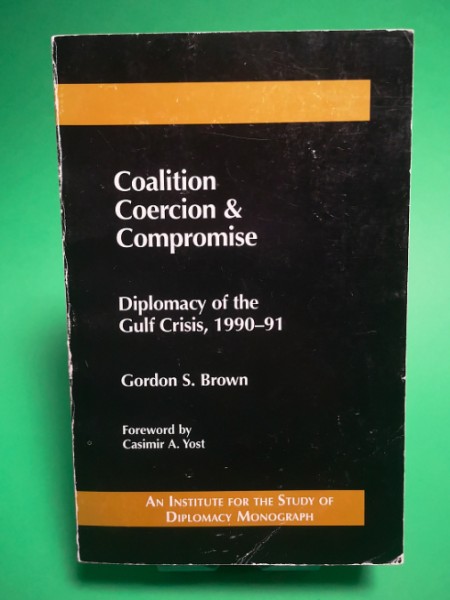 Coalition
Coercion &
Compromise
Diplomacy of the
Gulf Crisis, 1990–91
Gordon S. Brown
Foreword by
Casimir A. Yost
An Institute for the Study of
Diplomacy Monograph